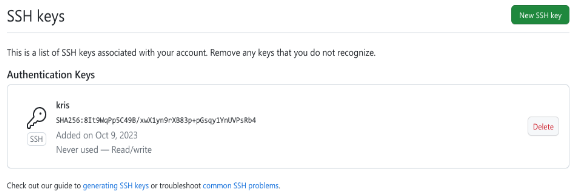 SSH keys
New SSH key
This is a list of SSH keys associated with your account. Remove any keys that you do not recognize.
Authentication Keys
kris
SHA256:8It9WqPp5C49B/xwX1yn9rXB83p+pGsqy1YnUVPsRb4
SSH
Added on Oct 9, 2023
Never used — Read/write
Delete
Check out our guide to generating SSH keys or troubleshoot common SSH problems.